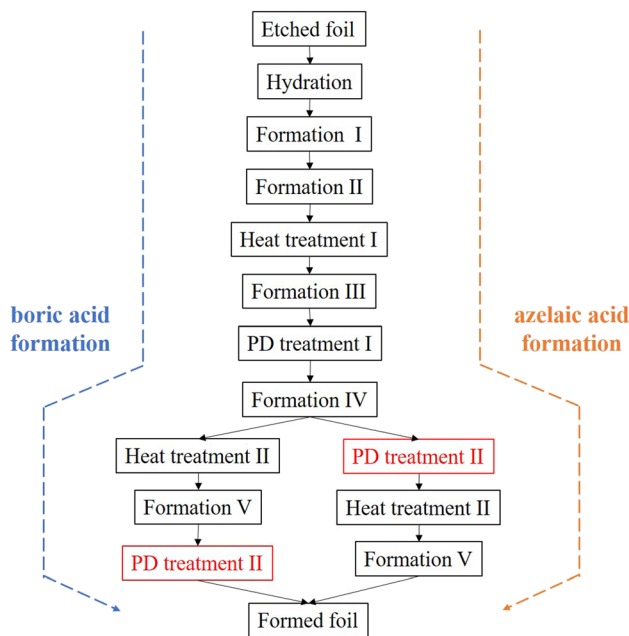 Etched foil
Hydration
Formation I
Formation II
Heat treatment I
Formation III
boric acid
formation
azelaic acid
formation
PD treatment I
Formation IV
Heat treatment II
Formation V
PD treatment II
PD treatment II
Heat treatment II
Formation V
Formed foil